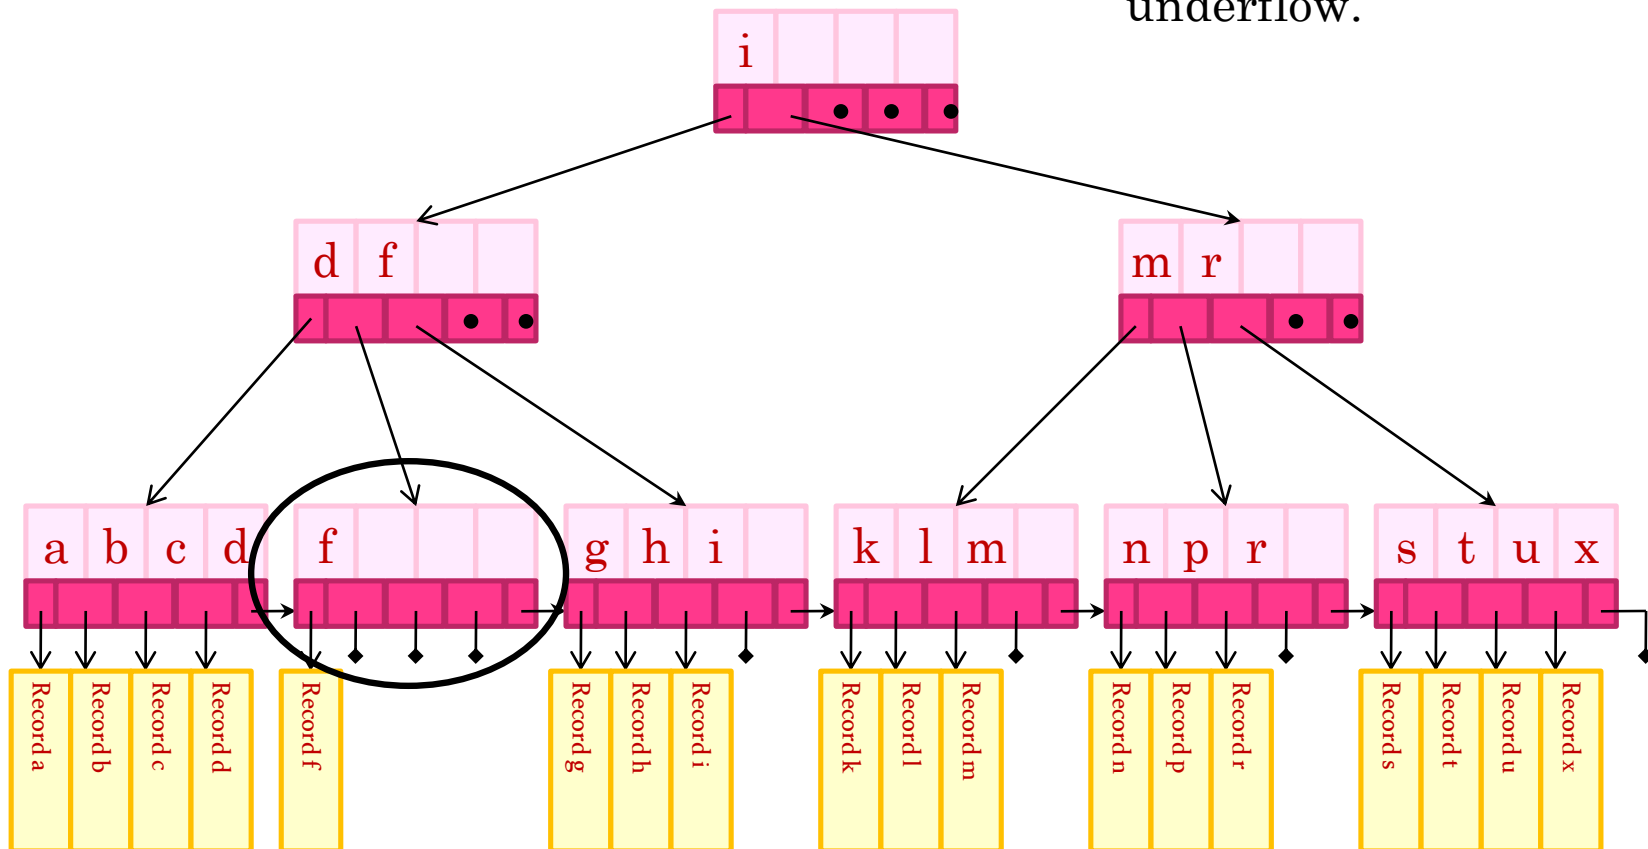 underflow.
i
d f
m r
a b c d
f
g h i
k l m
n p r
s t u x
Record a
Record b
Record c
Record d
Record f
Record g
Record h
Record i
Record k
Record l
Record m
Record n
Record p
Record r
Record s
Record t
Record u
Record x